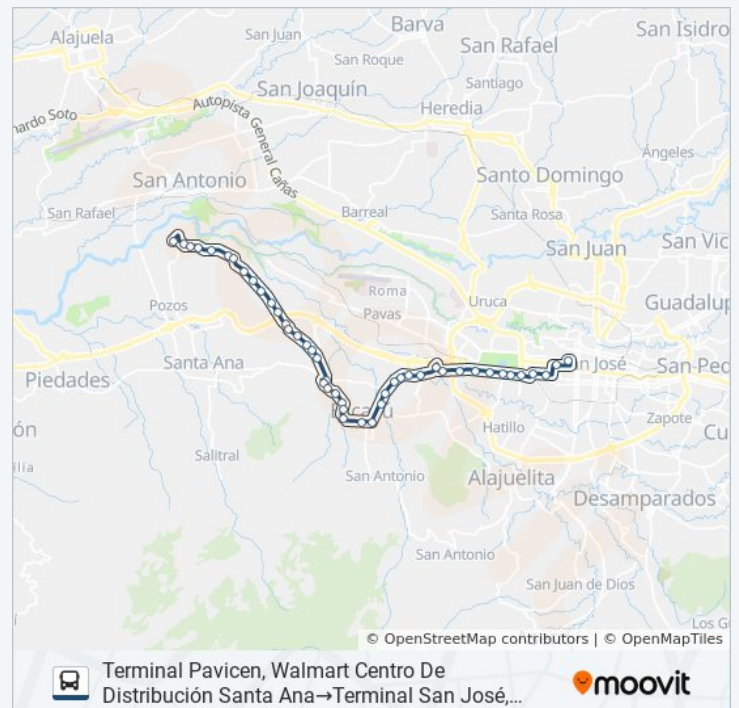 Alajuela
San Juan
Barva
San Isidro
San Rafael
San Roque
Santiago
San Joaquín
Heredia
Autopista General Cañas
Ángeles
San Antonio
Santo Domingo
San Rafael
Barreal
Santa Rosa
San Juan
San Vic
Roma
Uruca
Pozos
Pavas
Guadalup
Santa Ana
San José
San Ped
Piedades
Zapote
Hatillo
Cu
ón
Salitral
San Antonio
Alajuelita
Desamparados
San Antonio
San Juan de Dios
Los G
© OpenStreetMap contributors | © OpenMapTiles
Terminal Pavicen, Walmart Centro De
Distribución Santa Ana→Terminal San José,...
moovit